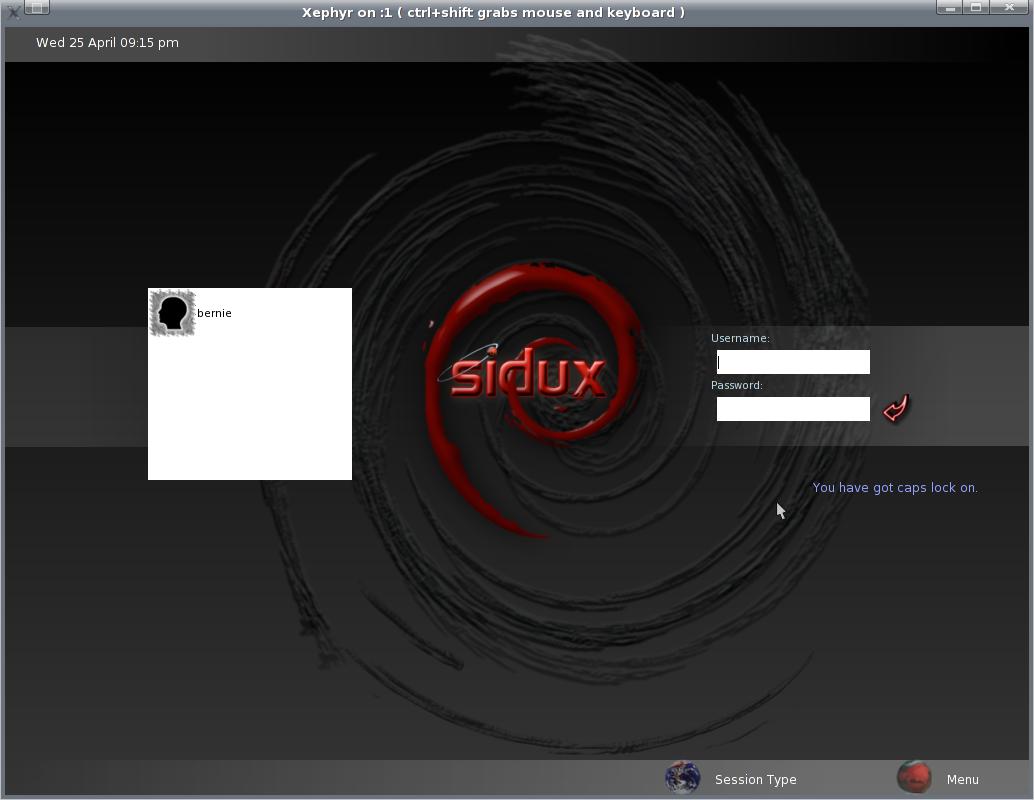 Xephyr on :1 ( ctrl+shift grabs mouse and keyboard )
Wed 25 April 09:15 pm
bernie
sidux
Username:
Password:
You have got caps lock on.
Session Type
Menu